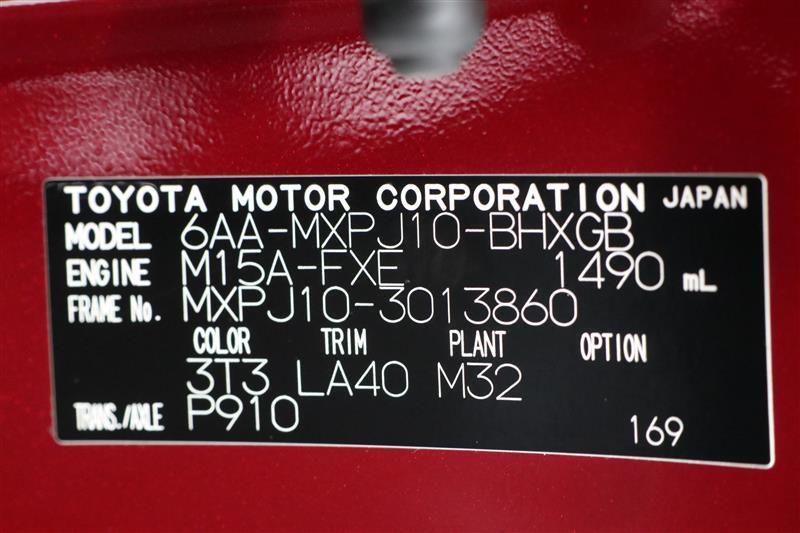 TOYOTA MOTOR CORPORATION JAPAN
MODEL 6AA-MXPJ10-BHXGB
ENGINE M15A-FXE 1490 mL
FRAME No. MXPJ10-3013860
COLOR TRIM PLANT OPTION
3T3 LA40 M32
TRANS./AXLE P910 169